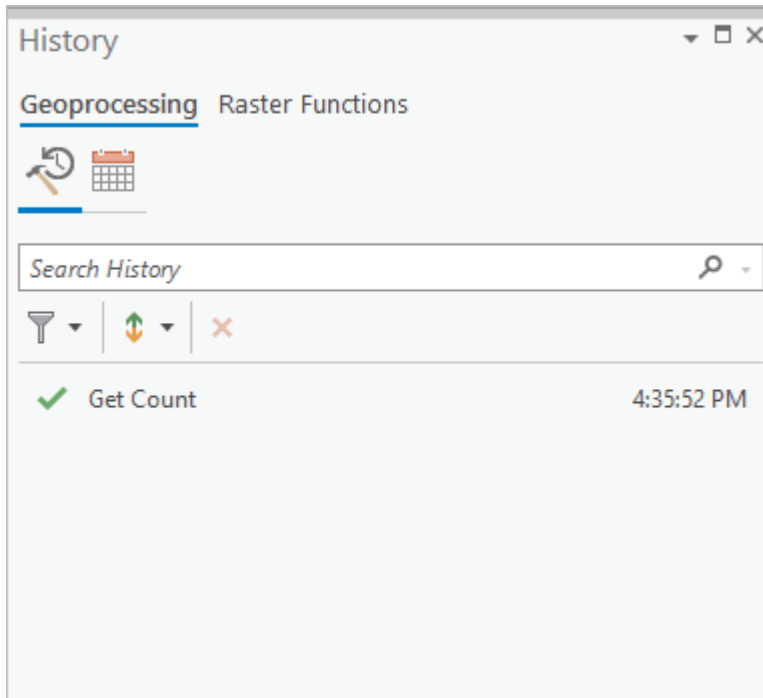 History
Geoprocessing Raster Functions
Search History
Get Count 4:35:52 PM